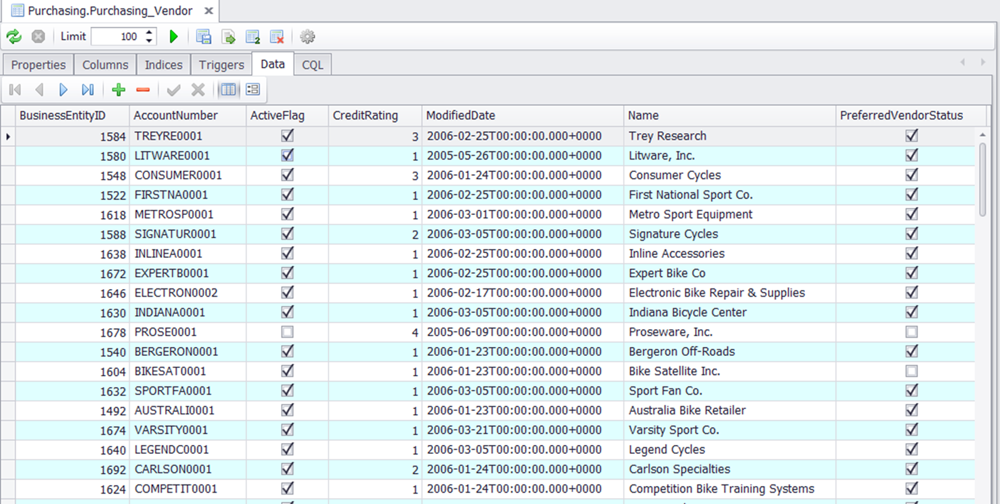 Purchasing.Purchasing_Vendor
Limit 100
Properties Columns Indices Triggers Data CQL
BusinessEntityID AccountNumber ActiveFlag CreditRating ModifiedDate Name PreferredVendorStatus
1584 TREYRE0001 3 2006-02-25T00:00:00.000+0000 Trey Research
1580 LITWARE0001 1 2005-05-26T00:00:00.000+0000 Litware, Inc.
1548 CONSUMER0001 3 2006-01-24T00:00:00.000+0000 Consumer Cycles
1522 FIRSTNA0001 1 2006-02-25T00:00:00.000+0000 First National Sport Co.
1618 METROSP0001 1 2006-03-01T00:00:00.000+0000 Metro Sport Equipment
1588 SIGNATUR0001 2 2006-03-05T00:00:00.000+0000 Signature Cycles
1638 INLINEA0001 1 2006-02-25T00:00:00.000+0000 Inline Accessories
1672 EXPERTB0001 1 2006-02-25T00:00:00.000+0000 Expert Bike Co
1646 ELECTRON0002 1 2006-02-17T00:00:00.000+0000 Electronic Bike Repair & Supplies
1630 INDIANA0001 1 2006-03-05T00:00:00.000+0000 Indiana Bicycle Center
1678 PROSE0001 4 2005-06-09T00:00:00.000+0000 Proseware, Inc.
1540 BERGERON0001 1 2006-01-23T00:00:00.000+0000 Bergeron Off-Roads
1604 BIKESAT0001 1 2006-01-23T00:00:00.000+0000 Bike Satellite Inc.
1632 SPORTFA0001 1 2006-03-05T00:00:00.000+0000 Sport Fan Co.
1492 AUSTRALI0001 1 2006-01-23T00:00:00.000+0000 Australia Bike Retailer
1674 VARSITY0001 1 2006-03-21T00:00:00.000+0000 Varsity Sport Co.
1640 LEGENDC0001 1 2006-03-05T00:00:00.000+0000 Legend Cycles
1692 CARLSON0001 2 2006-01-24T00:00:00.000+0000 Carlson Specialties
1624 COMPETIT0001 1 2006-01-24T00:00:00.000+0000 Competition Bike Training Systems